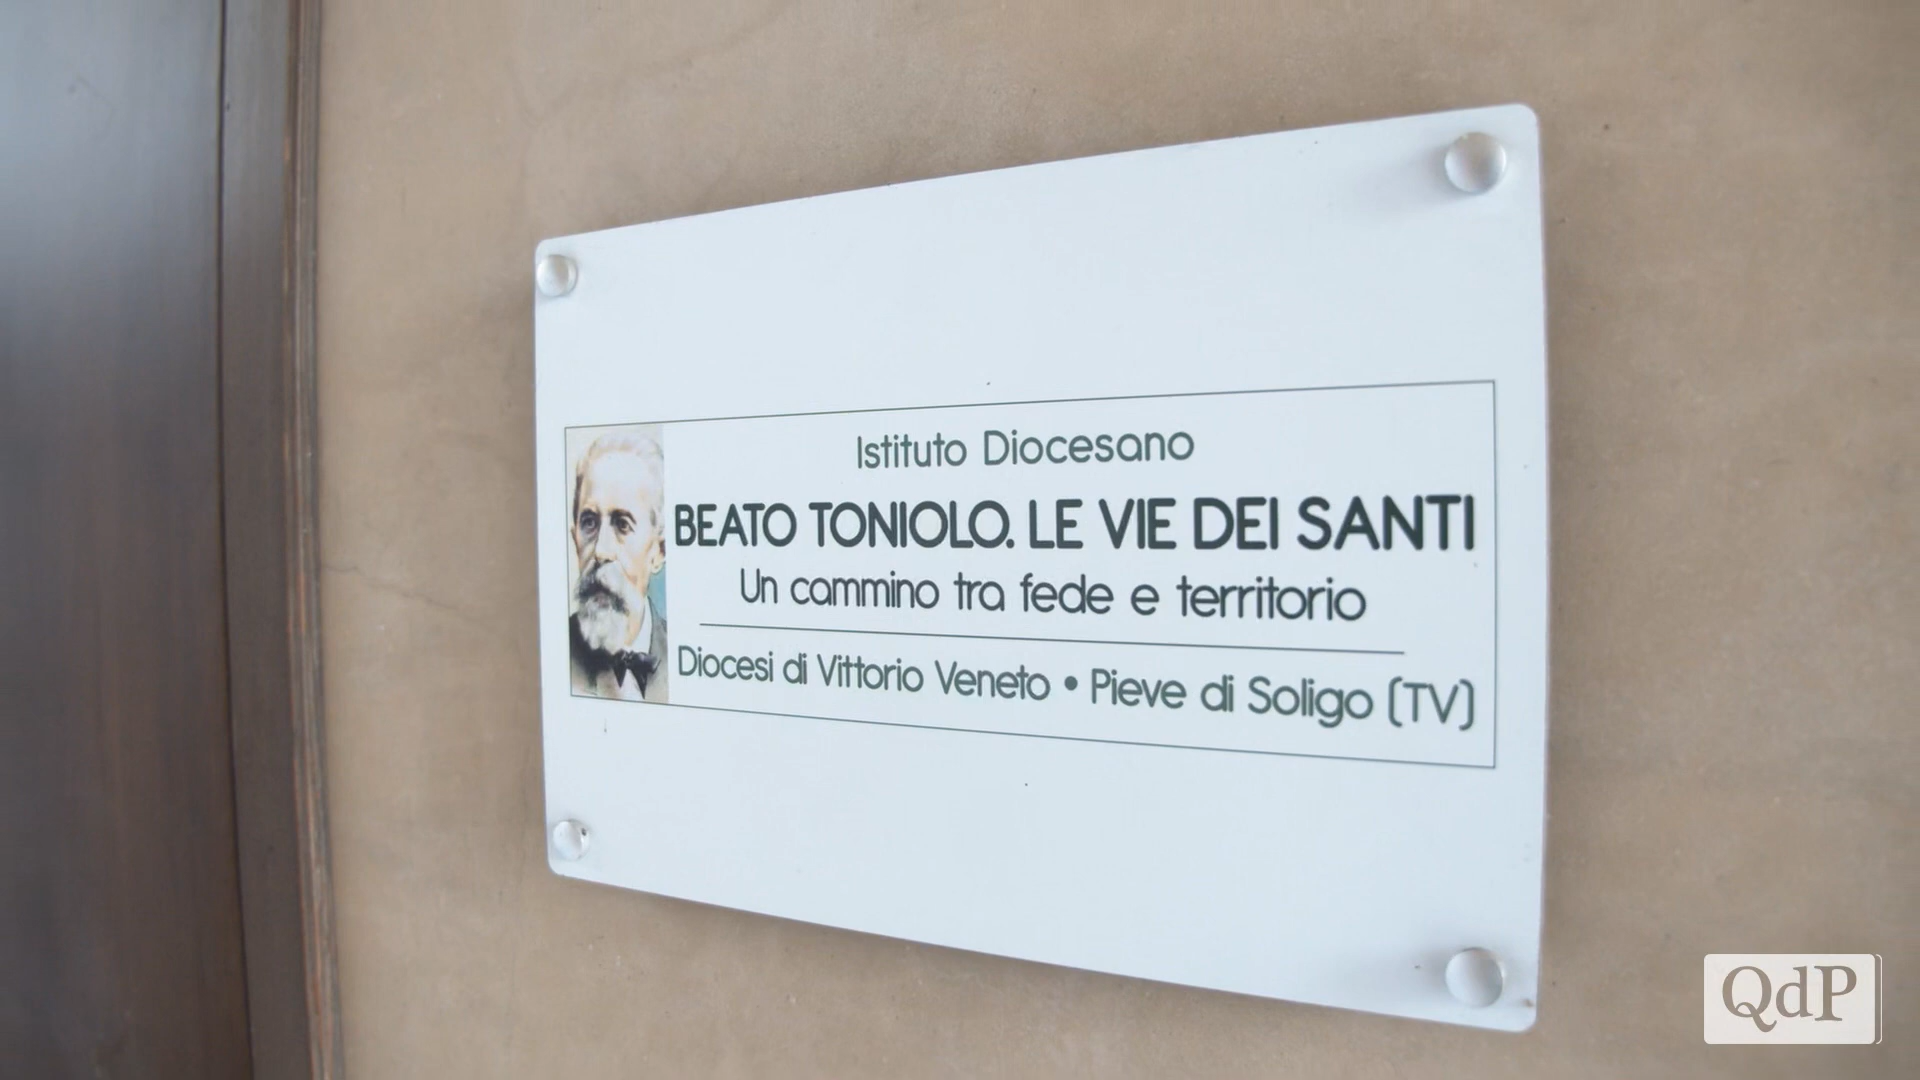 Istituto Diocesano
BEATO TONIOLO. LE VIE DEI SANTI
Un cammino tra fede e territorio
Diocesi di Vittorio Veneto • Pieve di Soligo (TV)
QdP